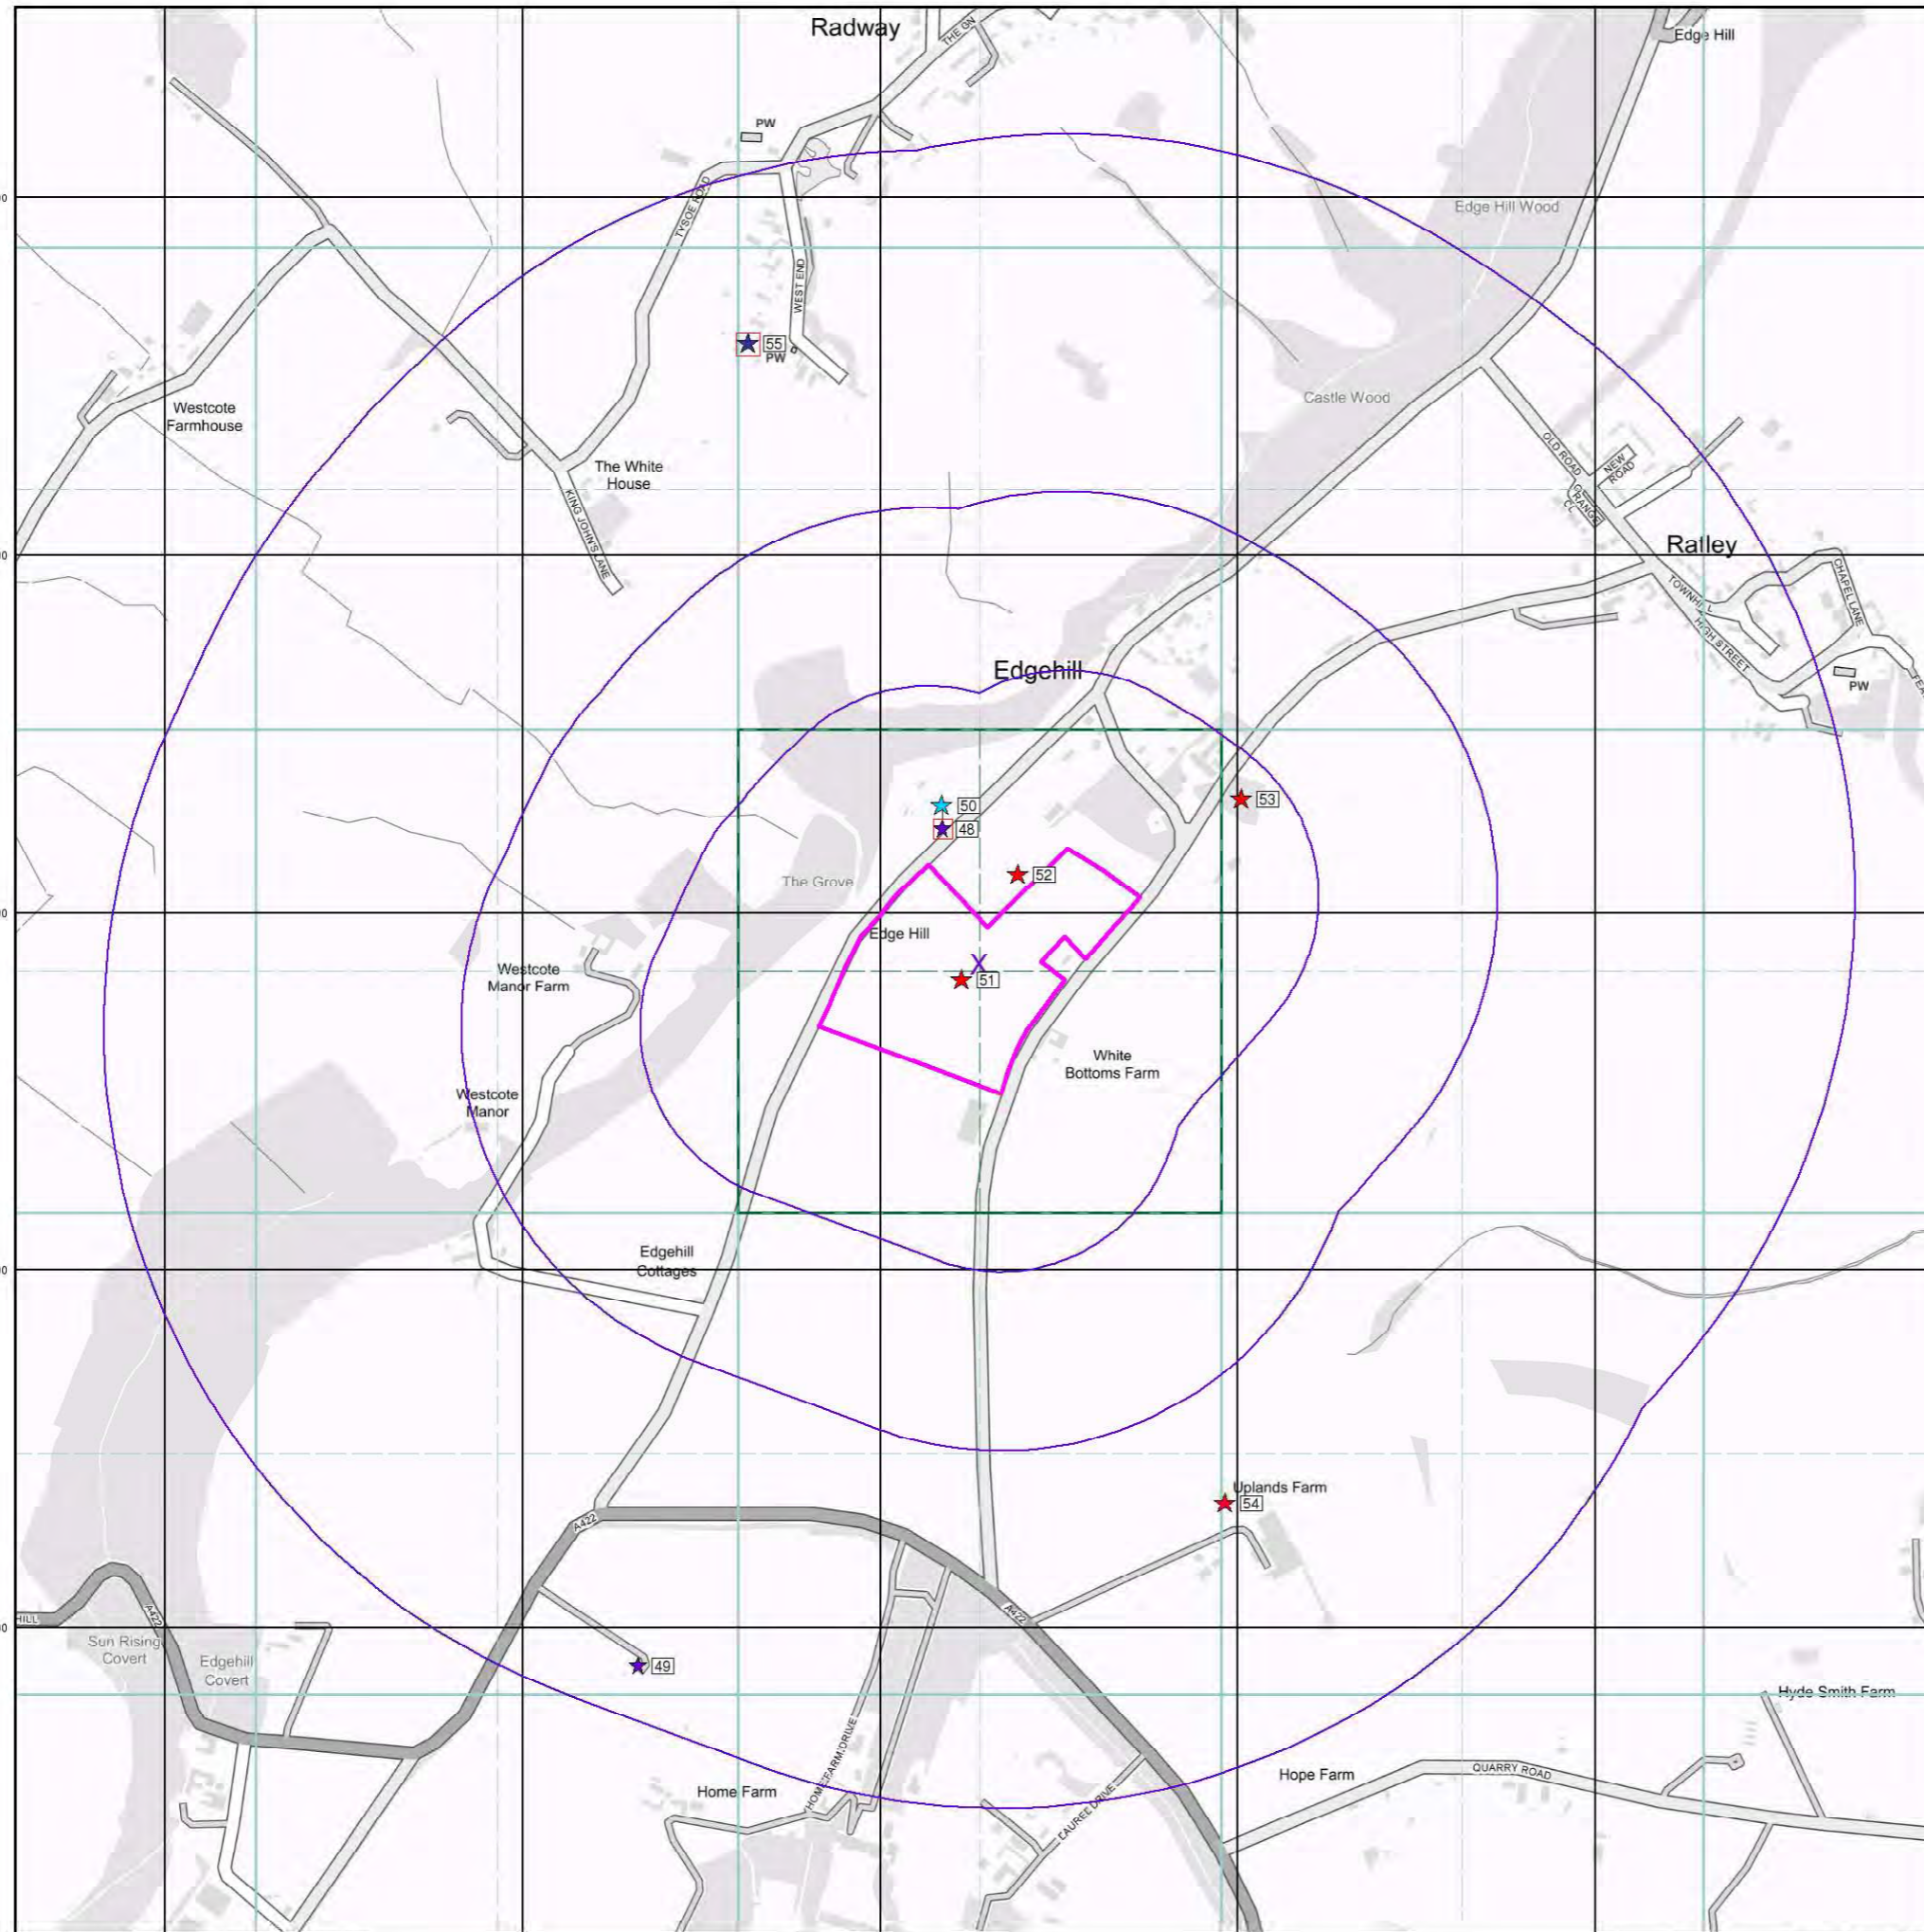 Radway
THE GN
Edge Hill
PW
TYSOE ROAD
Edge Hill Wood
WEST END
55
PW
Castle Wood
Westcote
Farmhouse
The White
House
KING JOHN'S LANE
OLD ROAD
NEW
ROAD
GRANGE
CL
Ratley
TOWNHILL
CHAPEL LANE
HIGH STREET
PW
Edgehill
50
48
53
52
The Grove
Edge Hill
X
51
Westcote
Manor Farm
White
Bottoms Farm
Westcote
Manor
Edgehill
Cottages
Uplands Farm
54
A422
A422
A422
HILL
Sun Rising
Covert
Edgehill
Covert
49
Hyde Smith Farm
Home Farm
HOME FARM DRIVE
LAUREL DRIVE
Hope Farm
QUARRY ROAD